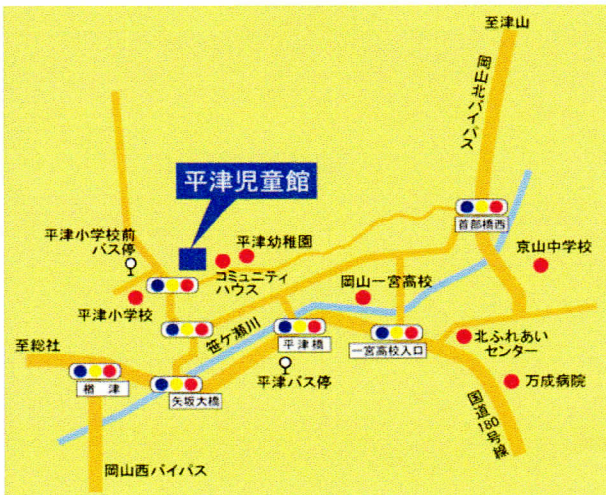 至津山
岡山北バイパス
平津児童館
首部橋西
平津小学校前
バス停
平津幼稚園
京山中学校
コミュニティ
ハウス
岡山一宮高校
平津小学校
笹ケ瀬川
平津橋
一宮高校入口
北ふれあい
センター
至総社
平津バス停
万成病院
楢津
矢坂大橋
国道180号線
岡山西バイパス